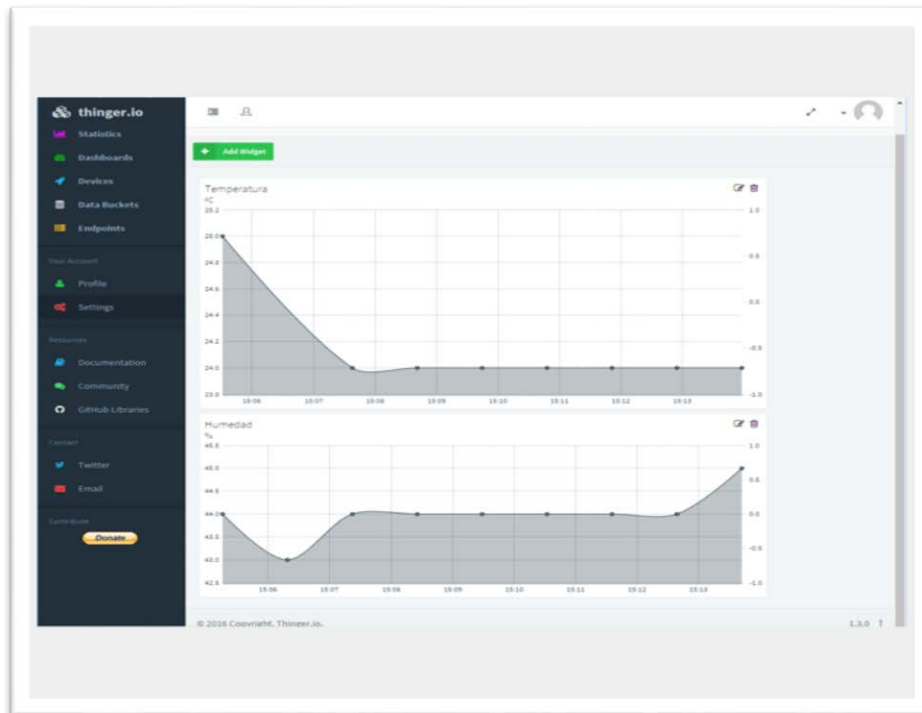 thinger.io
Statistics
Dashboards
Devices
Data Buckets
Endpoints
Your Account
Profile
Settings
Resources
Documentation
Community
GitHub Libraries
Contact
Twitter
Email
Contribute
Donate
Add Widget
Temperatura
ºC
25.2
25.0
24.8
24.6
24.4
24.2
24.0
23.8
1.0
0.5
0.0
-0.5
-1.0
15:06
15:07
15:08
15:09
15:10
15:11
15:12
15:13
Humedad
%
45.5
45.0
44.5
44.0
43.5
43.0
42.5
1.0
0.5
0.0
-0.5
-1.0
15:06
15:07
15:08
15:09
15:10
15:11
15:12
15:13
© 2016 Copyright. Thinger.io.
1.3.0 ↑